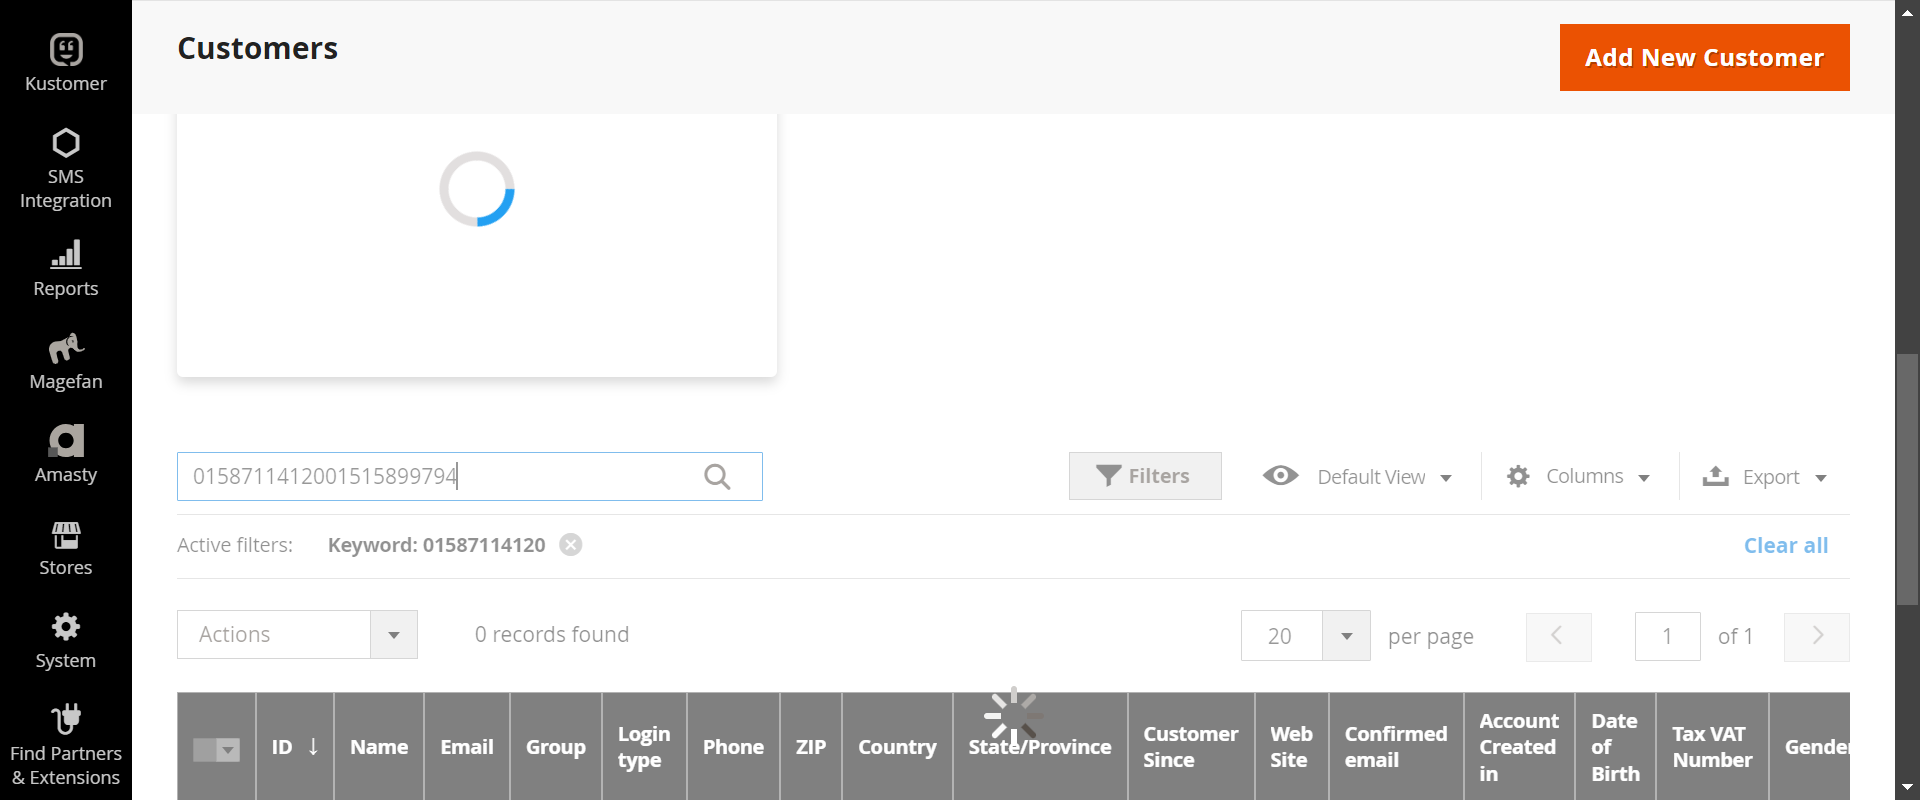 Kustomer
SMS
Integration
Reports
Magefan
Amasty
Stores
System
Find Partners
& Extensions
Customers
Add New Customer
0158711412001515899794
Filters
Default View
Columns
Export
Active filters:
Keyword: 01587114120
Clear all
Actions
0 records found
20
per page
1
of 1
ID ↓
Name
Email
Group
Login
type
Phone
ZIP
Country
State/Province
Customer
Since
Web
Site
Confirmed
email
Account
Created
in
Date
of
Birth
Tax VAT
Number
Gender